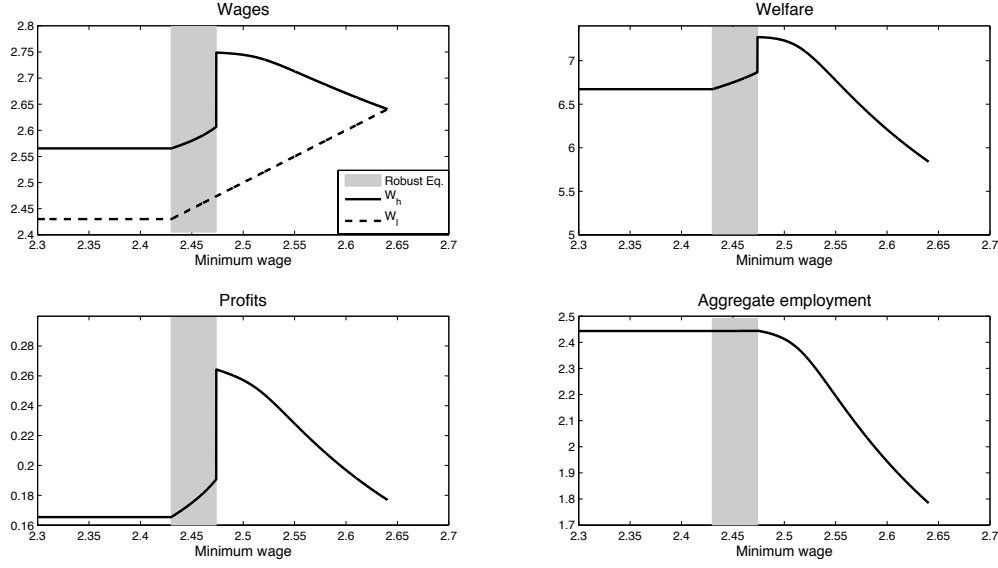 Wages
2.8
2.75
2.7
2.65
2.6
2.55
2.5
2.45
2.4
2.3 2.35 2.4 2.45 2.5 2.55 2.6 2.65 2.7
Minimum wage
Robust Eq.
W_h
W_l
Welfare
7
6.5
6
5.5
5
2.3 2.35 2.4 2.45 2.5 2.55 2.6 2.65 2.7
Minimum wage
Profits
0.28
0.26
0.24
0.22
0.2
0.18
0.16
2.3 2.35 2.4 2.45 2.5 2.55 2.6 2.65 2.7
Minimum wage
Aggregate employment
2.5
2.4
2.3
2.2
2.1
2
1.9
1.8
1.7
2.3 2.35 2.4 2.45 2.5 2.55 2.6 2.65 2.7
Minimum wage